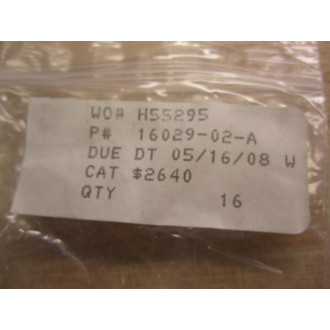 WO# H55295
P# 16029-02-A
DUE DT 05/16/08 W
CAT $2640
QTY 16